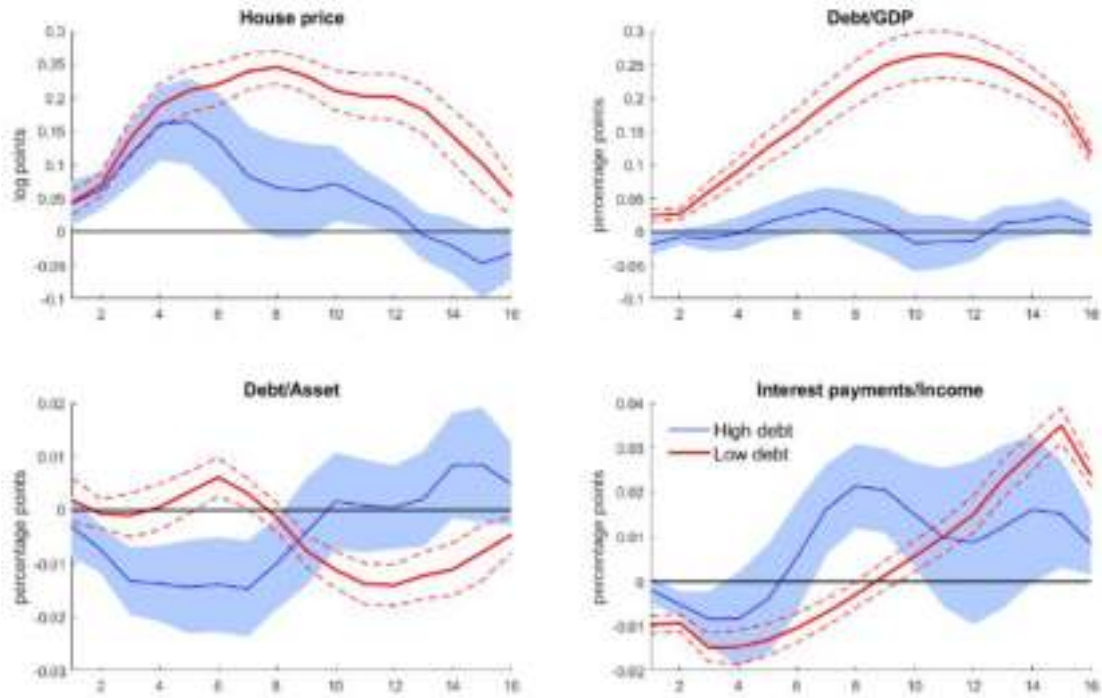 House price
0.3
0.25
0.2
0.15
0.1
0.05
0
-0.05
-0.1
log points
2 4 6 8 10 12 14 16
Debt/GDP
0.3
0.25
0.2
0.15
0.1
0.05
0
-0.05
-0.1
percentage points
2 4 6 8 10 12 14 16
Debt/Asset
0.02
0.01
0
-0.01
-0.02
-0.03
percentage points
2 4 6 8 10 12 14 16
Interest payments/Income
0.04
0.03
0.02
0.01
0
-0.01
-0.02
percentage points
High debt
Low debt
2 4 6 8 10 12 14 16